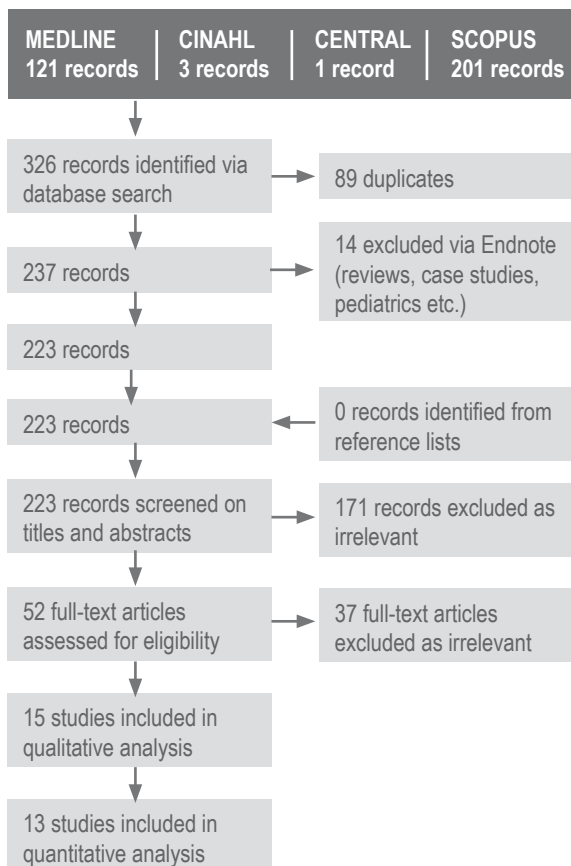 MEDLINE
121 records
CINAHL
3 records
CENTRAL
1 record
SCOPUS
201 records
326 records identified via
database search
89 duplicates
237 records
14 excluded via Endnote
(reviews, case studies,
pediatrics etc.)
223 records
223 records
0 records identified from
reference lists
223 records screened on
titles and abstracts
171 records excluded as
irrelevant
52 full-text articles
assessed for eligibility
37 full-text articles
excluded as irrelevant
15 studies included in
qualitative analysis
13 studies included in
quantitative analysis